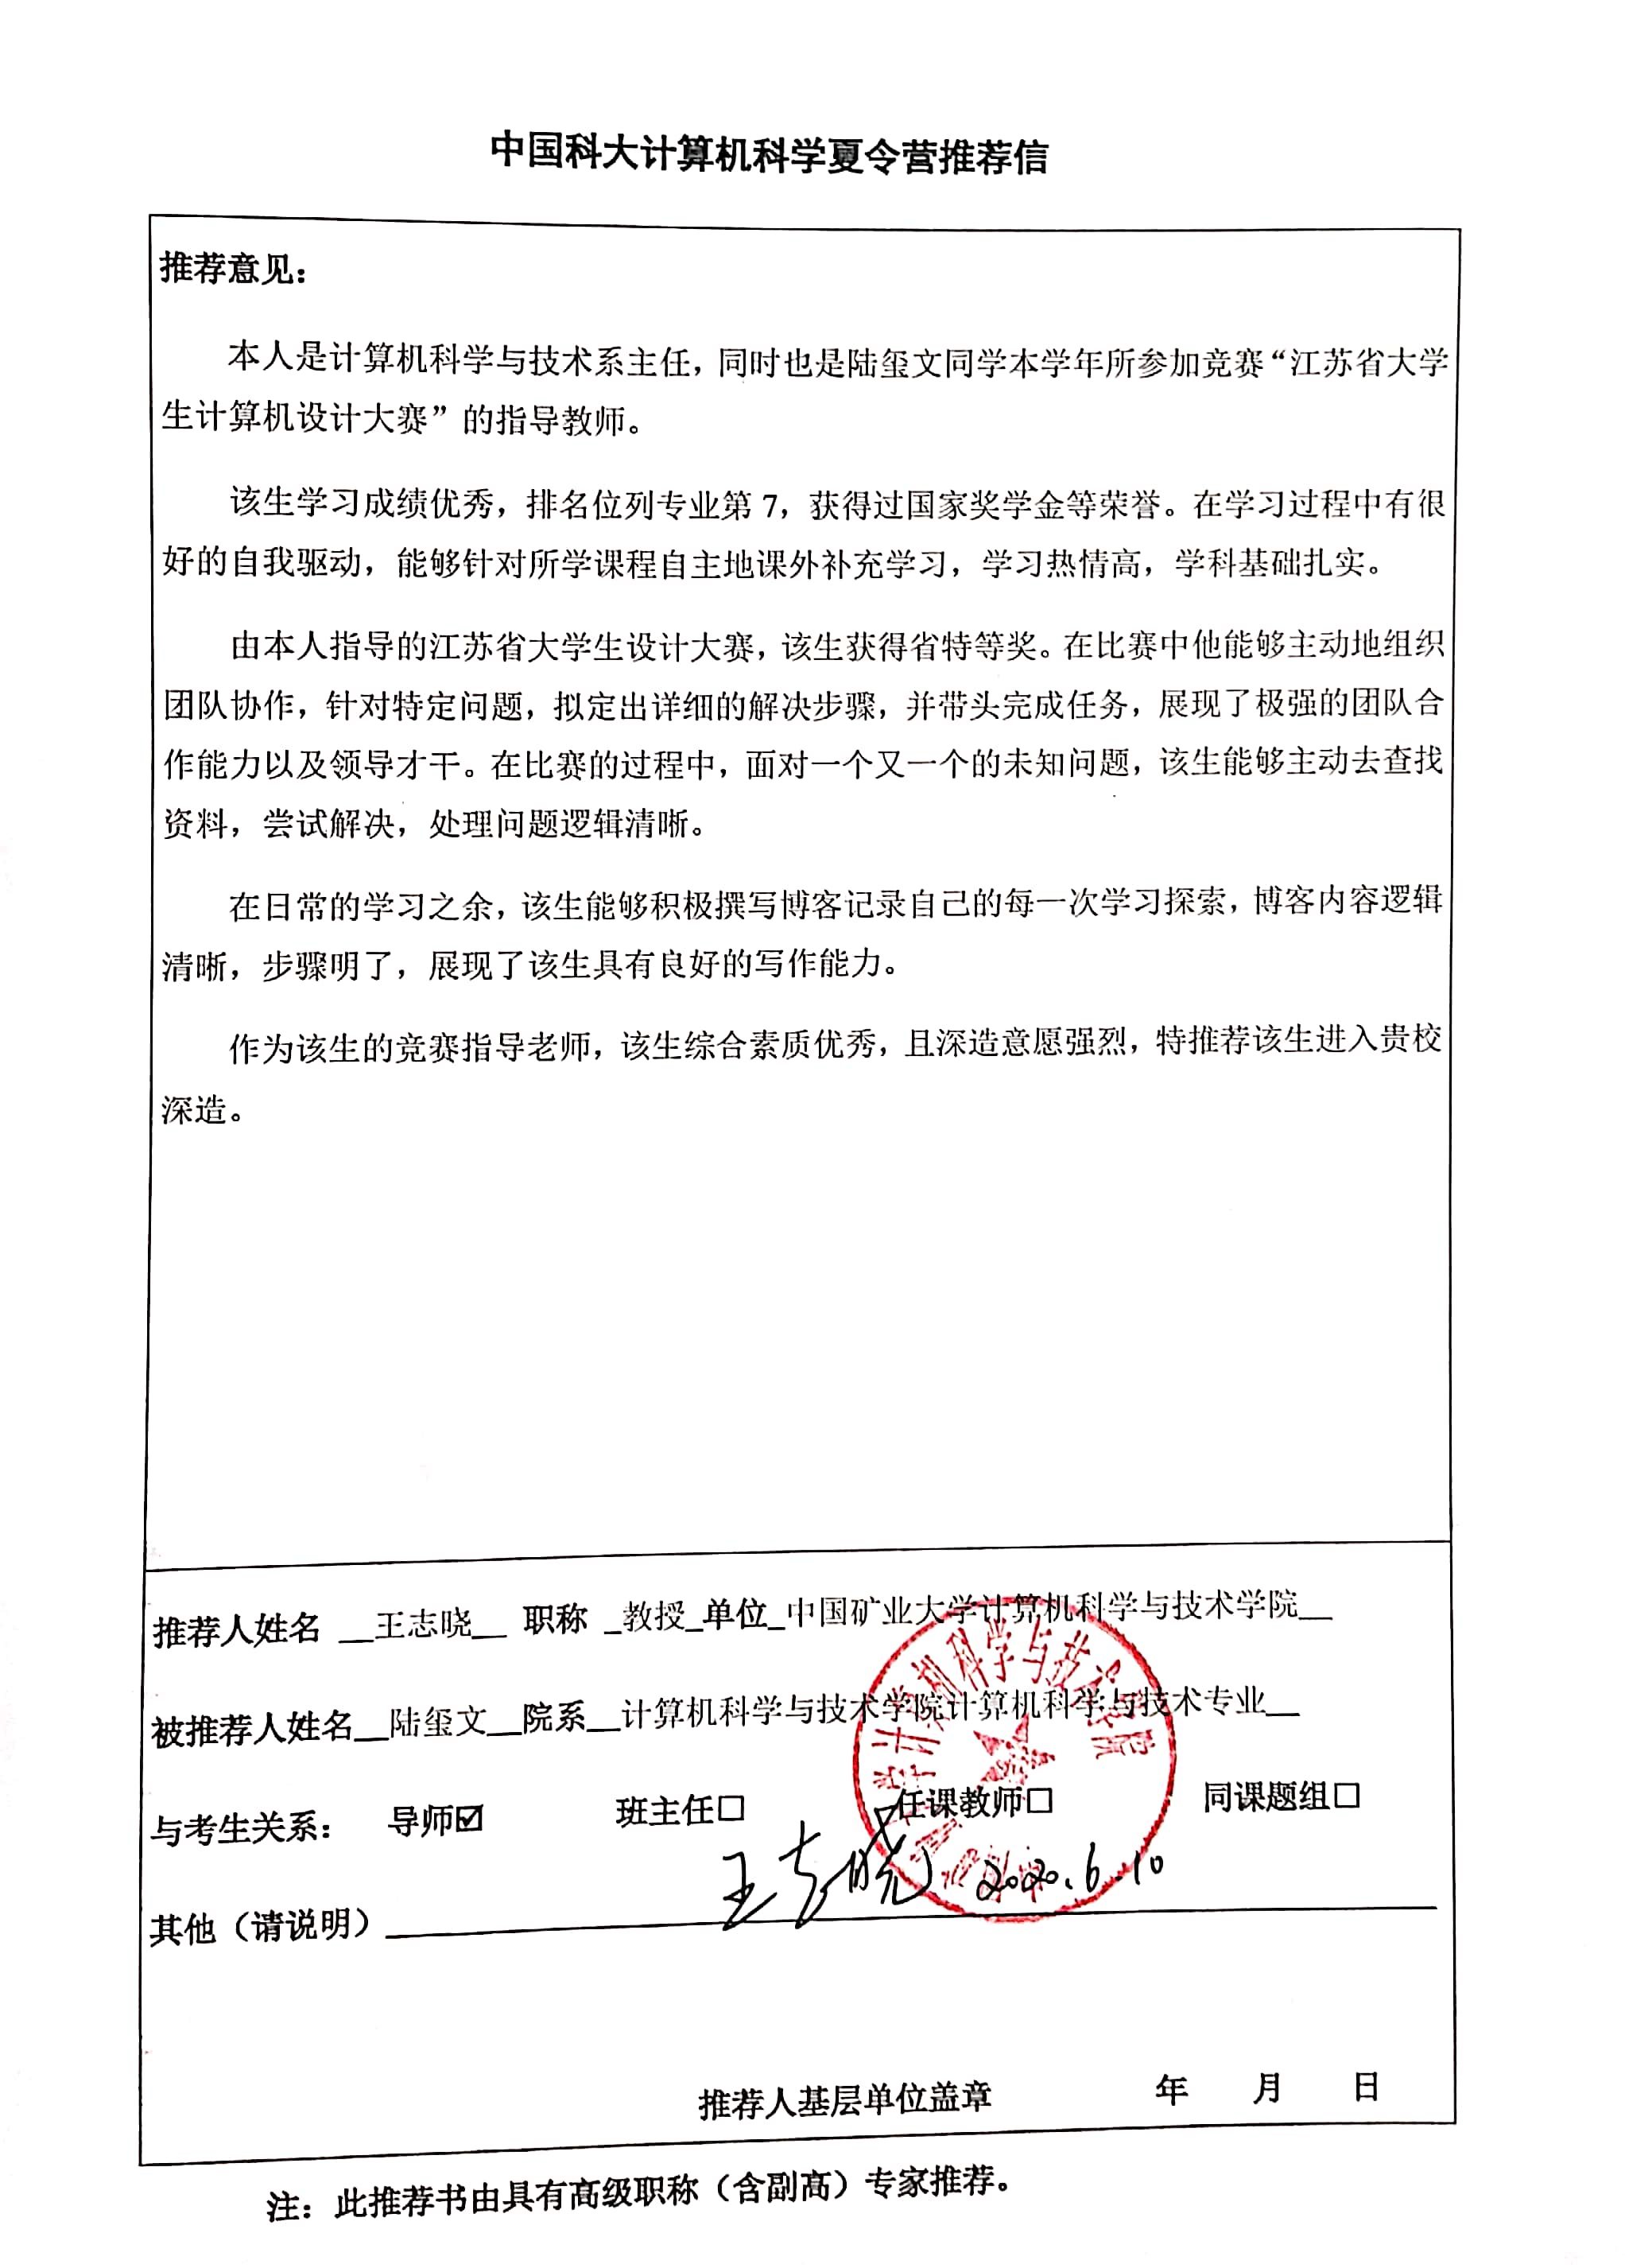 中国科大计算机科学夏令营推荐信
推荐意见：
本人是计算机科学与技术系主任，同时也是陆玺文同学本学年所参加竞赛“江苏省大学
生计算机设计大赛”的指导教师。
该生学习成绩优秀，排名位列专业第 7，获得过国家奖学金等荣誉。在学习过程中有很
好的自我驱动，能够针对所学课程自主地课外补充学习，学习热情高，学科基础扎实。
由本人指导的江苏省大学生设计大赛，该生获得省特等奖。在比赛中他能够主动地组织
团队协作，针对特定问题，拟定出详细的解决步骤，并带头完成任务，展现了极强的团队合
作能力以及领导才干。在比赛的过程中，面对一个又一个的未知问题，该生能够主动去查找
资料，尝试解决，处理问题逻辑清晰。
在日常的学习之余，该生能够积极撰写博客记录自己的每一次学习探索，博客内容逻辑
清晰，步骤明了，展现了该生具有良好的写作能力。
作为该生的竞赛指导老师，该生综合素质优秀，且深造意愿强烈，特推荐该生进入贵校
深造。
推荐人姓名 __王志晓__ 职称 _教授_单位_中国矿业大学计算机科学与技术学院__
被推荐人姓名__陆玺文__院系__计算机科学与技术学院计算机科学与技术专业__
学计算机科学与技术学院
与考生关系： 导师☑ 班主任□ 任课教师□ 同课题组□
王志晓 2020.6.10
其他（请说明）
推荐人基层单位盖章 年 月 日
注：此推荐书由具有高级职称（含副高）专家推荐。